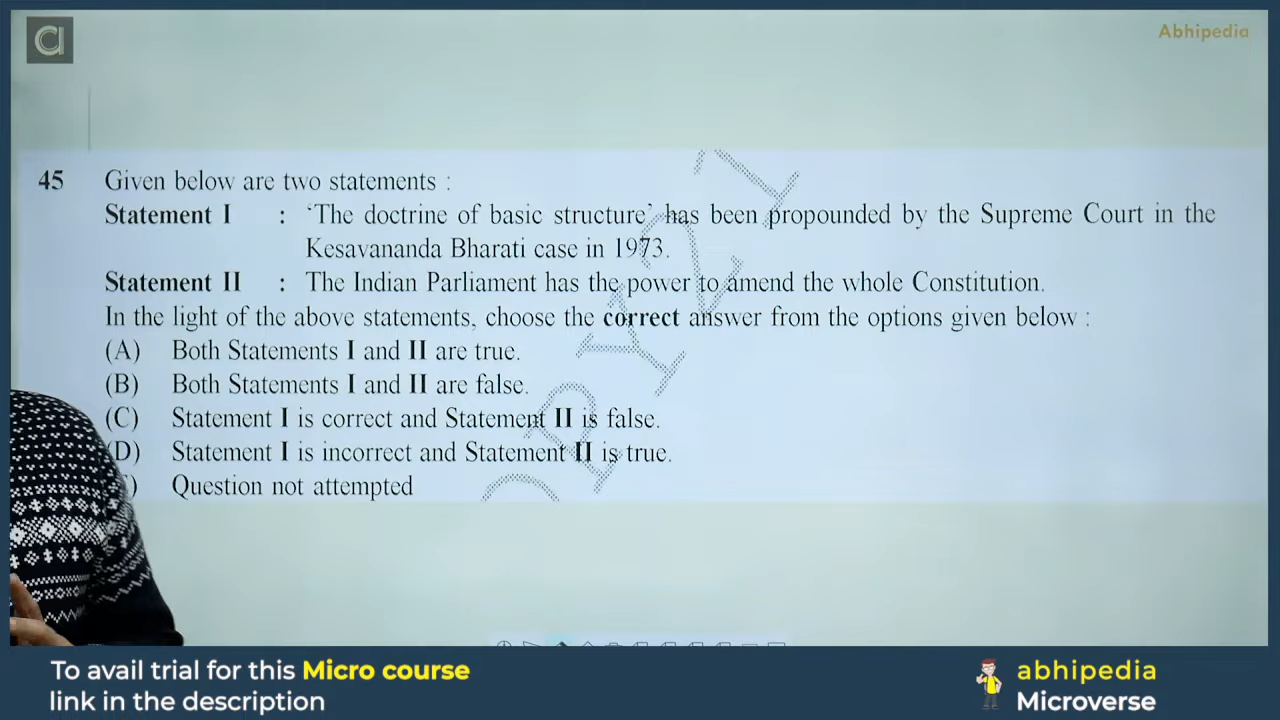 Abhipedia
45 Given below are two statements :
Statement I : 'The doctrine of basic structure' has been propounded by the Supreme Court in the
Kesavananda Bharati case in 1973.
Statement II : The Indian Parliament has the power to amend the whole Constitution.
In the light of the above statements, choose the correct answer from the options given below :
(A) Both Statements I and II are true.
(B) Both Statements I and II are false.
(C) Statement I is correct and Statement II is false.
(D) Statement I is incorrect and Statement II is true.
) Question not attempted
To avail trial for this Micro course
link in the description
abhipedia
Microverse